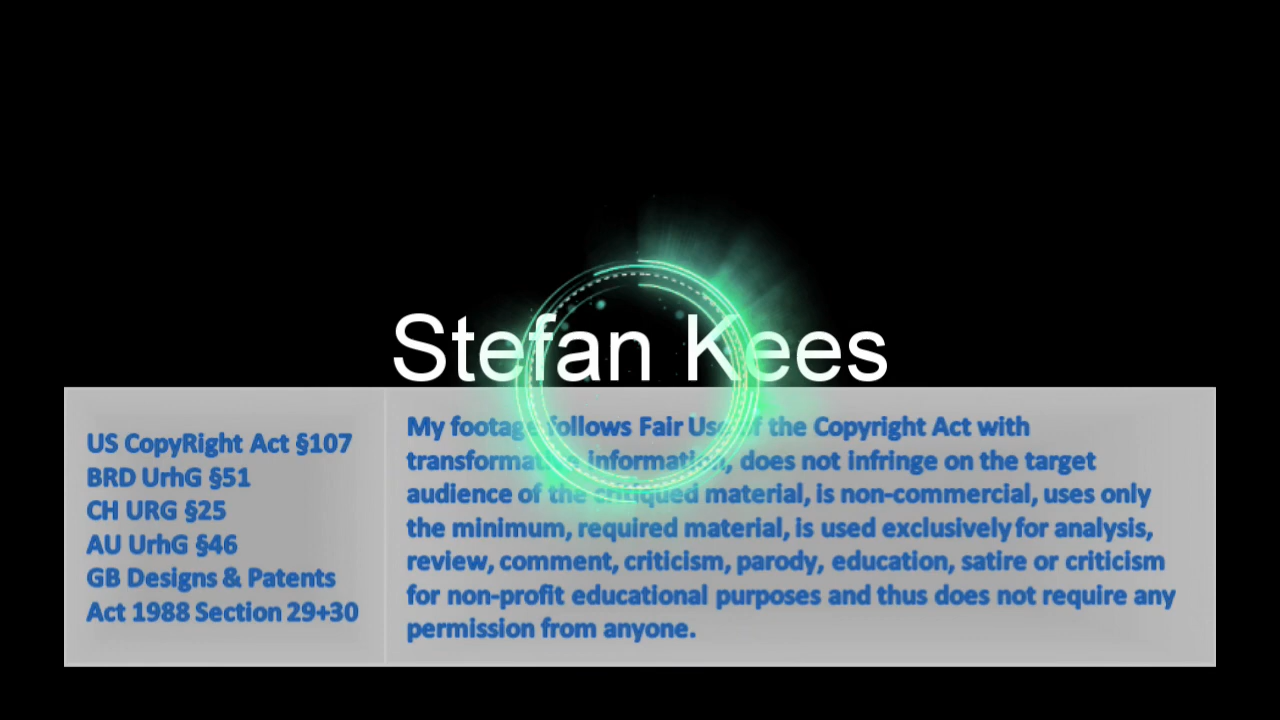 Stefan Kees
US CopyRight Act §107
BRD UrhG §51
CH URG §25
AU UrhG §46
GB Designs & Patents
Act 1988 Section 29+30
My footage follows Fair Use of the Copyright Act with
transformative information, does not infringe on the target
audience of the critiqued material, is non-commercial, uses only
the minimum, required material, is used exclusively for analysis,
review, comment, criticism, parody, education, satire or criticism
for non-profit educational purposes and thus does not require any
permission from anyone.